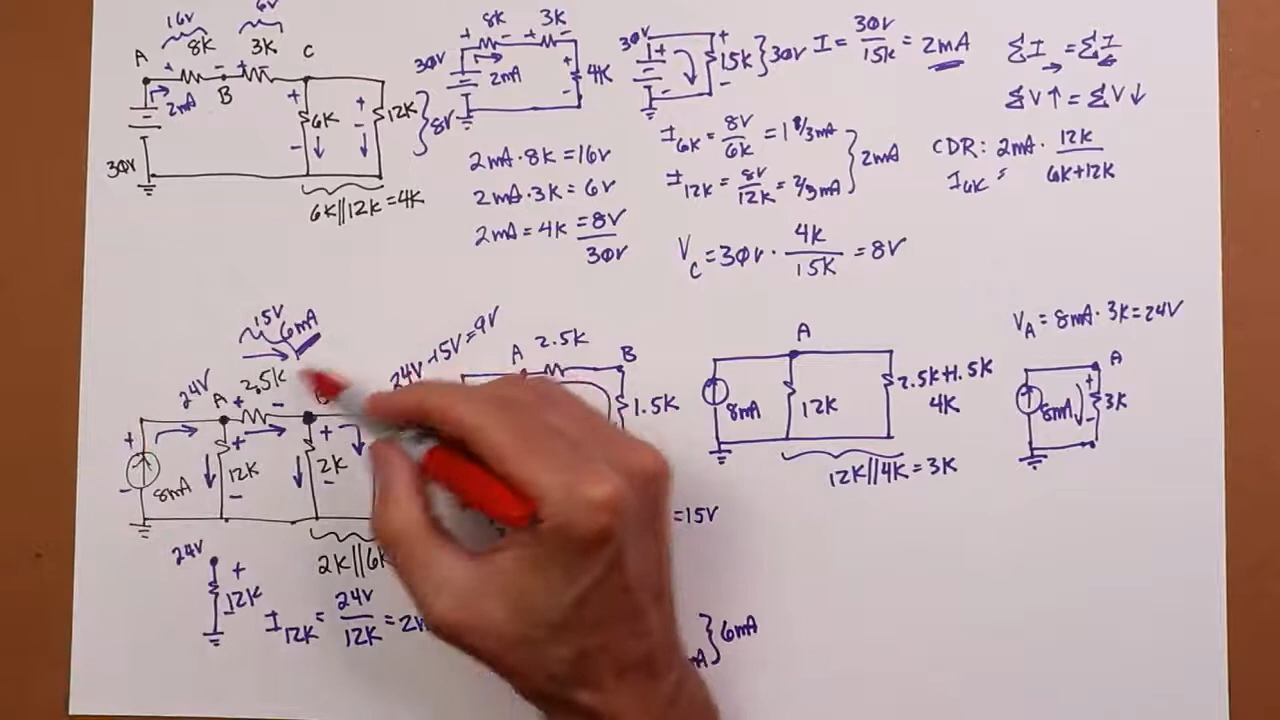 16V 6V
8K 3K
A B C
2mA
30V
6K 12K } 8V
6K||12K = 4K
30V 8K 3K
2mA 4K
2mA · 8K = 16V
2mA · 3K = 6V
2mA = 4K = 8V
30V
30V 15K } 30V I = 30V / 15K = 2mA
I6K = 8V / 6K = 1 1/3mA
I12K = 8V / 12K = 2/3mA } 2mA
VC = 30V · 4K / 15K = 8V
ΣI → = ΣI ←
ΣV↑ = ΣV↓
CDR: 2mA · 12K / 6K+12K
I6K =
15V 6mA
24V 2.5K
A
8mA 12K 2K
2K||6K
24V
12K
I12K = 24V / 12K = 2
24V-15V=9V
A 2.5K B
1.5K
=15V
} 6mA
A
8mA 12K 2.5K+1.5K
4K
12K||4K = 3K
VA = 8mA · 3K = 24V
A
8mA 3K